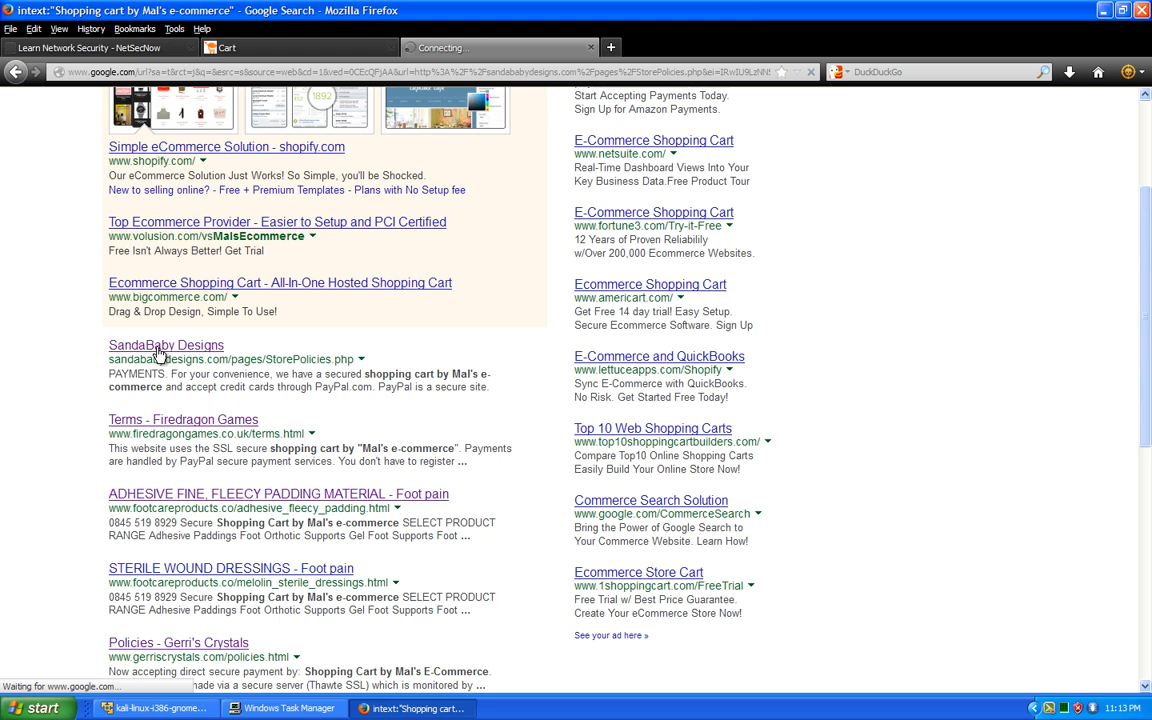 intext:"Shopping cart by Mal's e-commerce" - Google Search - Mozilla Firefox
File Edit View History Bookmarks Tools Help
Learn Network Security - NetSecNow
Cart
Connecting...
DuckDuckGo
1892
Simple eCommerce Solution - shopify.com
www.shopify.com/
Our eCommerce Solution Just Works! So Simple, you'll be Shocked.
New to selling online? - Free + Premium Templates - Plans with No Setup fee
Top Ecommerce Provider - Easier to Setup and PCI Certified
www.volusion.com/vsMalsEcommerce
Free Isn't Always Better! Get Trial
Ecommerce Shopping Cart - All-In-One Hosted Shopping Cart
www.bigcommerce.com/
Drag & Drop Design, Simple To Use!
SandaBaby Designs
sandababydesigns.com/pages/StorePolicies.php
PAYMENTS. For your convenience, we have a secured shopping cart by Mal's e-
commerce and accept credit cards through PayPal.com. PayPal is a secure site.
Terms - Firedragon Games
www.firedragongames.co.uk/terms.html
This website uses the SSL secure shopping cart by "Mal's e-commerce". Payments
are handled by PayPal secure payment services. You don't have to register ...
ADHESIVE FINE, FLEECY PADDING MATERIAL - Foot pain
www.footcareproducts.co/adhesive_fleecy_padding.html
0845 519 8929 Secure Shopping Cart by Mal's e-commerce SELECT PRODUCT
RANGE Adhesive Paddings Foot Orthotic Supports Gel Foot Supports Foot ...
STERILE WOUND DRESSINGS - Foot pain
www.footcareproducts.co/melolin_sterile_dressings.html
0845 519 8929 Secure Shopping Cart by Mal's e-commerce SELECT PRODUCT
RANGE Adhesive Paddings Foot Orthotic Supports Gel Foot Supports Foot ...
Policies - Gerri's Crystals
www.gerriscrystals.com/policies.html
Now accepting direct secure payment by: Shopping Cart by Mal's E-Commerce.
made via a secure server (Thawte SSL) which is monitored by ...
Start Accepting Payments Today.
Sign Up for Amazon Payments.
E-Commerce Shopping Cart
www.netsuite.com/
Real-Time Dashboard Views Into Your
Key Business Data.Free Product Tour
E-Commerce Shopping Cart
www.fortune3.com/Try-it-Free
12 Years of Proven Reliability
w/Over 200,000 Ecommerce Websites.
Ecommerce Shopping Cart
www.americart.com/
Get Free 14 day trial! Easy Setup.
Secure Ecommerce Software. Sign Up
E-Commerce and QuickBooks
www.lettuceapps.com/Shopify
Sync E-Commerce with QuickBooks.
No Risk. Get Started Free Today!
Top 10 Web Shopping Carts
www.top10shoppingcartbuilders.com/
Compare Top10 Online Shopping Carts
Easily Build Your Online Store Now!
Commerce Search Solution
www.google.com/CommerceSearch
Bring the Power of Google Search to
Your Commerce Website. Learn How!
Ecommerce Store Cart
www.1shoppingcart.com/FreeTrial
Free Trial w/ Best Price Guarantee.
Create Your eCommerce Store Now!
See your ad here »
Waiting for www.google.com...
start
kali-linux-i386-gnome...
Windows Task Manager
intext:"Shopping cart...
11:13 PM